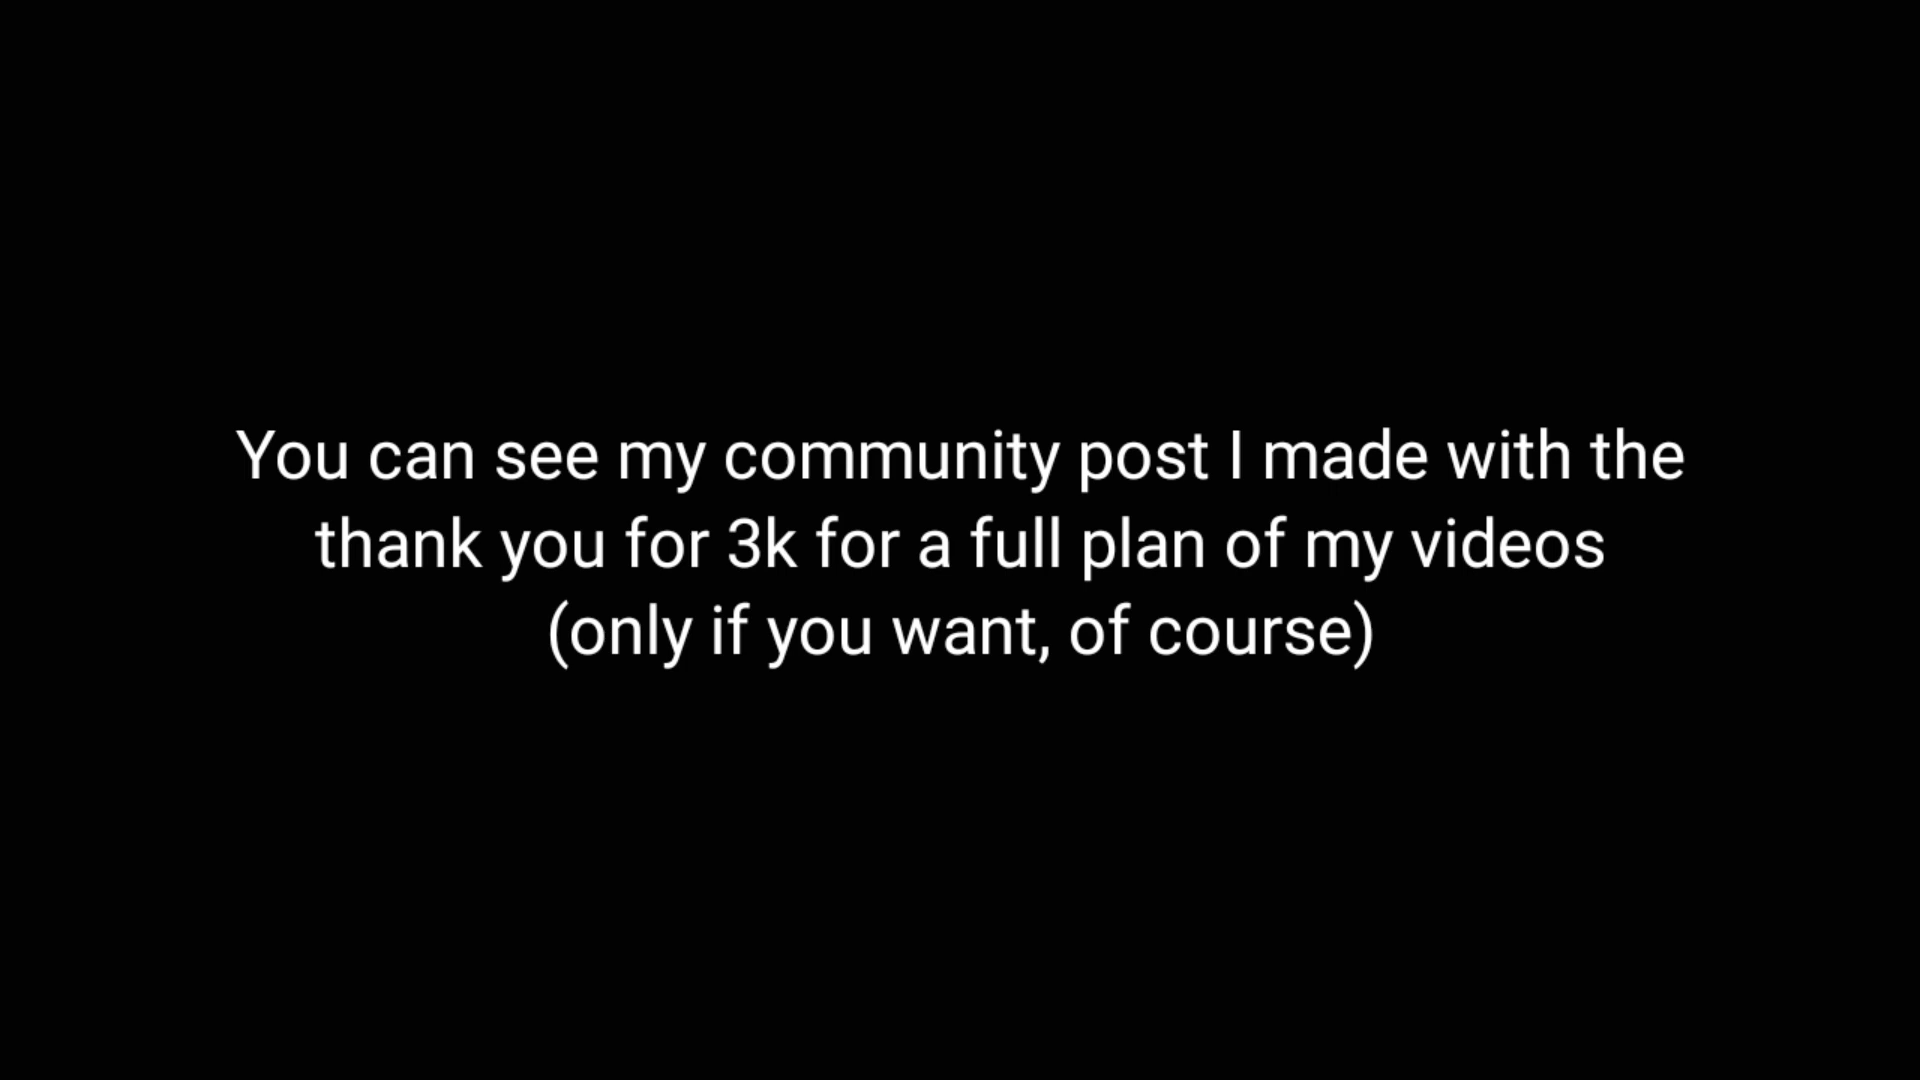 You can see my community post I made with the
thank you for 3k for a full plan of my videos
(only if you want, of course)